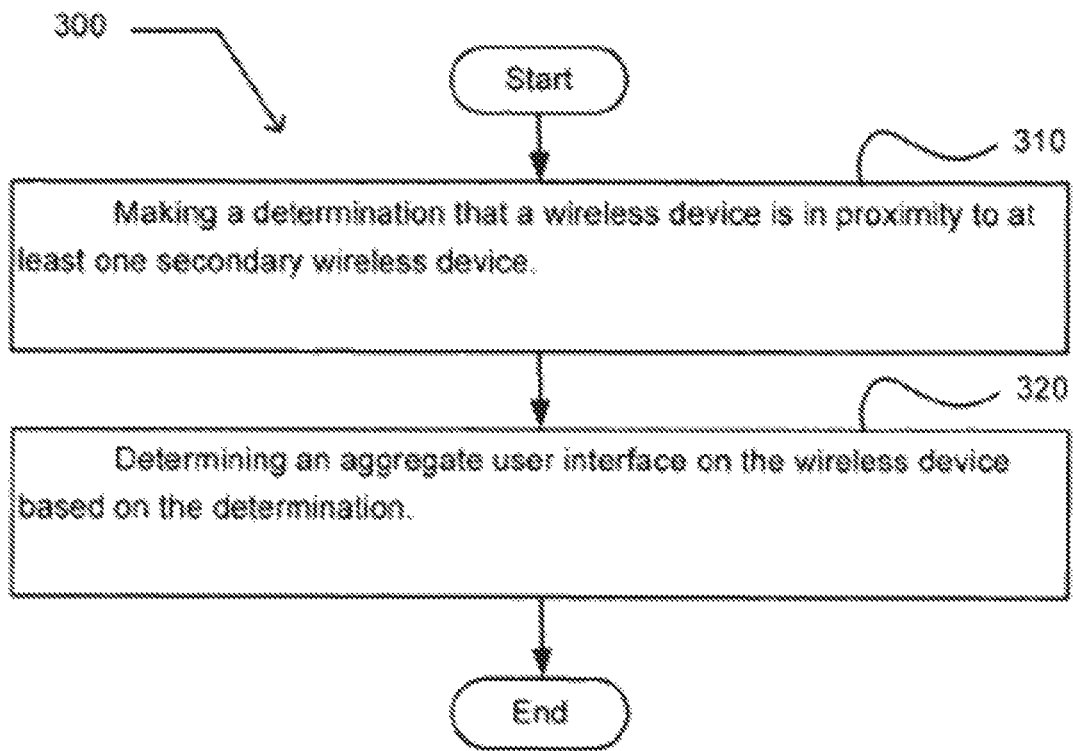 300
Start
310
Making a determination that a wireless device is in proximity to at
least one secondary wireless device.
320
Determining an aggregate user interface on the wireless device
based on the determination.
End